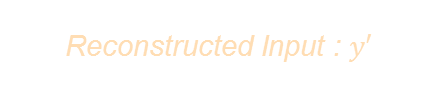 Reconstructed Input : y′